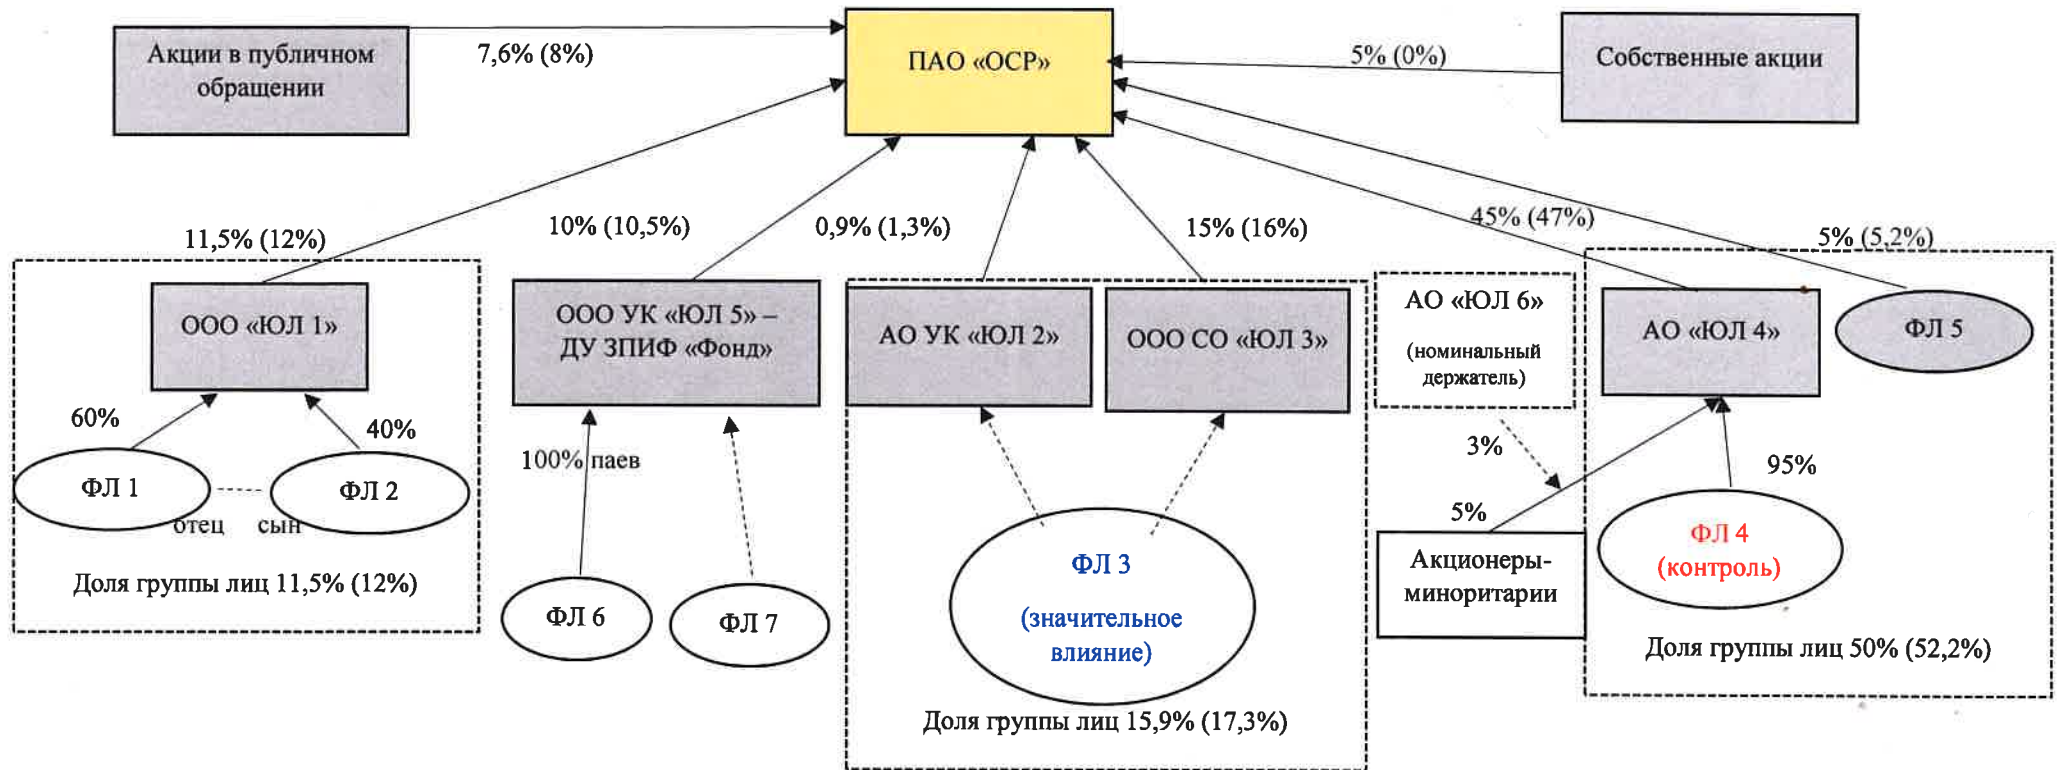 Акции в публичном
обращении
7,6% (8%)
ПАО «ОСР»
5% (0%)
Собственные акции
11,5% (12%)
10% (10,5%)
0,9% (1,3%)
15% (16%)
45% (47%)
5% (5,2%)
ООО «ЮЛ 1»
ООО УК «ЮЛ 5» –
ДУ ЗПИФ «Фонд»
АО УК «ЮЛ 2»
ООО СО «ЮЛ 3»
АО «ЮЛ 6»
(номинальный
держатель)
АО «ЮЛ 4»
ФЛ 5
60%
40%
100% паев
3%
95%
5%
ФЛ 1
ФЛ 2
отец сын
Доля группы лиц 11,5% (12%)
ФЛ 6
ФЛ 7
ФЛ 3
(значительное
влияние)
Доля группы лиц 15,9% (17,3%)
Акционеры-
миноритарии
ФЛ 4
(контроль)
Доля группы лиц 50% (52,2%)